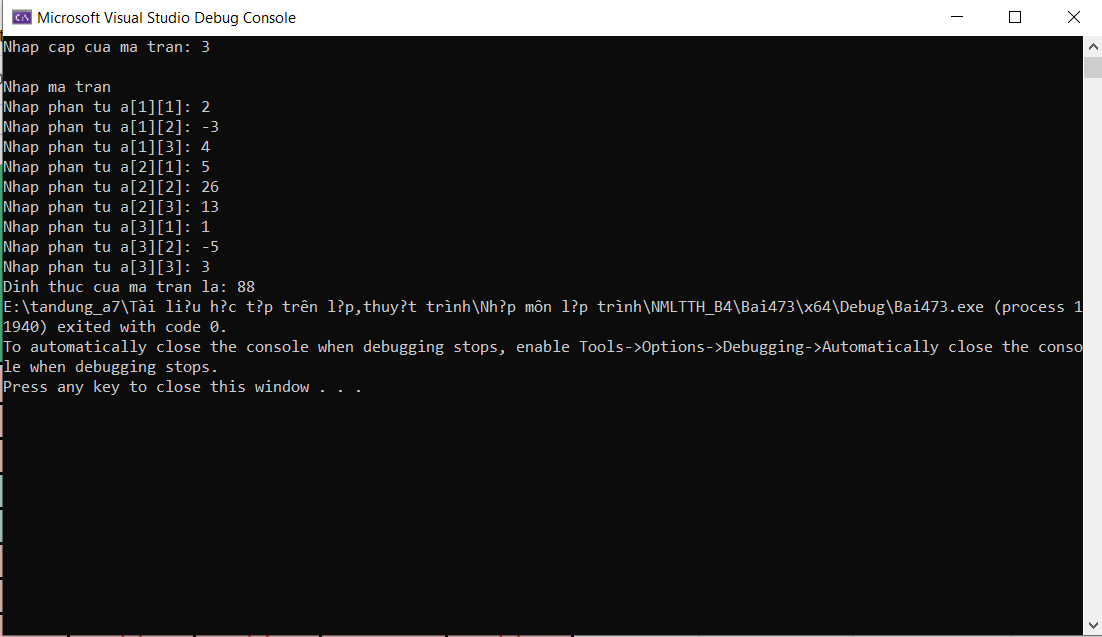 Microsoft Visual Studio Debug Console
Nhap cap cua ma tran: 3
Nhap ma tran
Nhap phan tu a[1][1]: 2
Nhap phan tu a[1][2]: -3
Nhap phan tu a[1][3]: 4
Nhap phan tu a[2][1]: 5
Nhap phan tu a[2][2]: 26
Nhap phan tu a[2][3]: 13
Nhap phan tu a[3][1]: 1
Nhap phan tu a[3][2]: -5
Nhap phan tu a[3][3]: 3
Dinh thuc cua ma tran la: 88
E:\tandung_a7\Tài li?u h?c t?p trên l?p,thuy?t trình\Nh?p môn l?p trình\NMLTTH_B4\Bai473\x64\Debug\Bai473.exe (process 1
1940) exited with code 0.
To automatically close the console when debugging stops, enable Tools->Options->Debugging->Automatically close the conso
le when debugging stops.
Press any key to close this window . . .